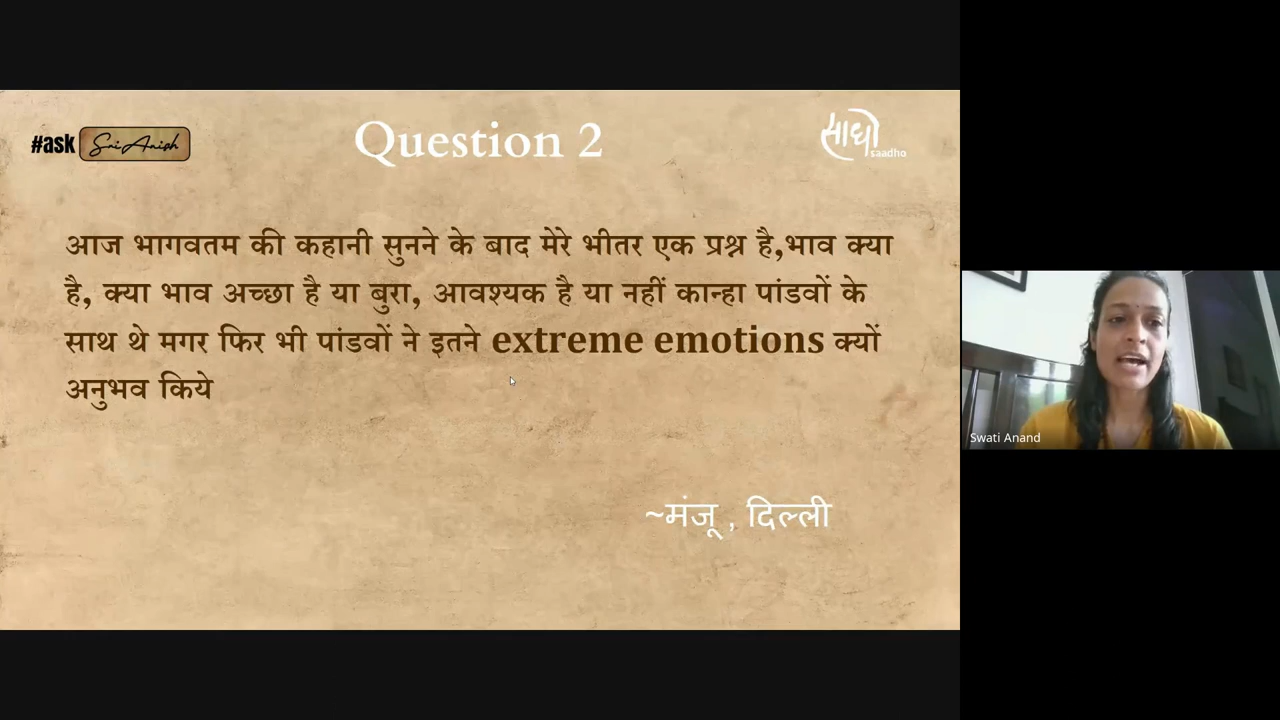 #ask Sri Anish
Question 2
साधो
saadho
आज भागवतम की कहानी सुनने के बाद मेरे भीतर एक प्रश्न है,भाव क्या
है, क्या भाव अच्छा है या बुरा, आवश्यक है या नहीं कान्हा पांडवों के
साथ थे मगर फिर भी पांडवों ने इतने extreme emotions क्यों
अनुभव किये
~मंजू , दिल्ली
Swati Anand